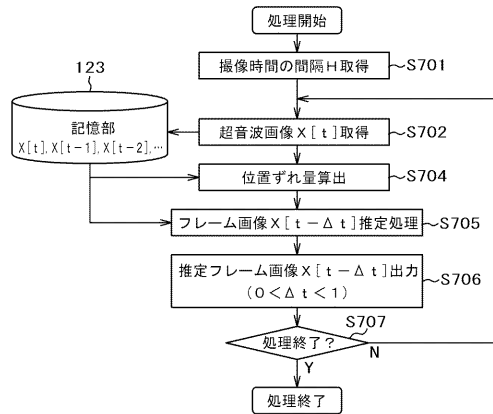 処理開始
撮像時間の間隔H取得
S701
123
記憶部
X[t],X[t-1],X[t-2],…
超音波画像X[t]取得
S702
位置ずれ量算出
S704
フレーム画像X[t-Δt]推定処理
S705
推定フレーム画像X[t-Δt]出力
(0<Δt<1)
S706
S707
処理終了?
N
Y
処理終了